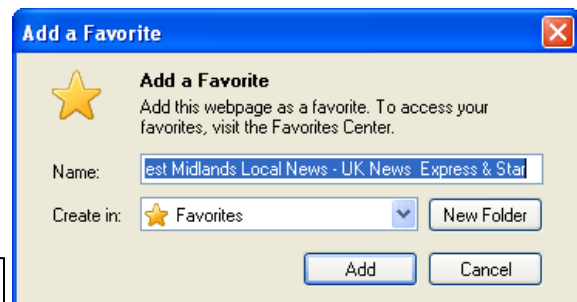 Add a Favorite
Add a Favorite
Add this webpage as a favorite. To access your
favorites, visit the Favorites Center.
Name: est Midlands Local News - UK News Express & Star
Create in: Favorites New Folder
Add Cancel